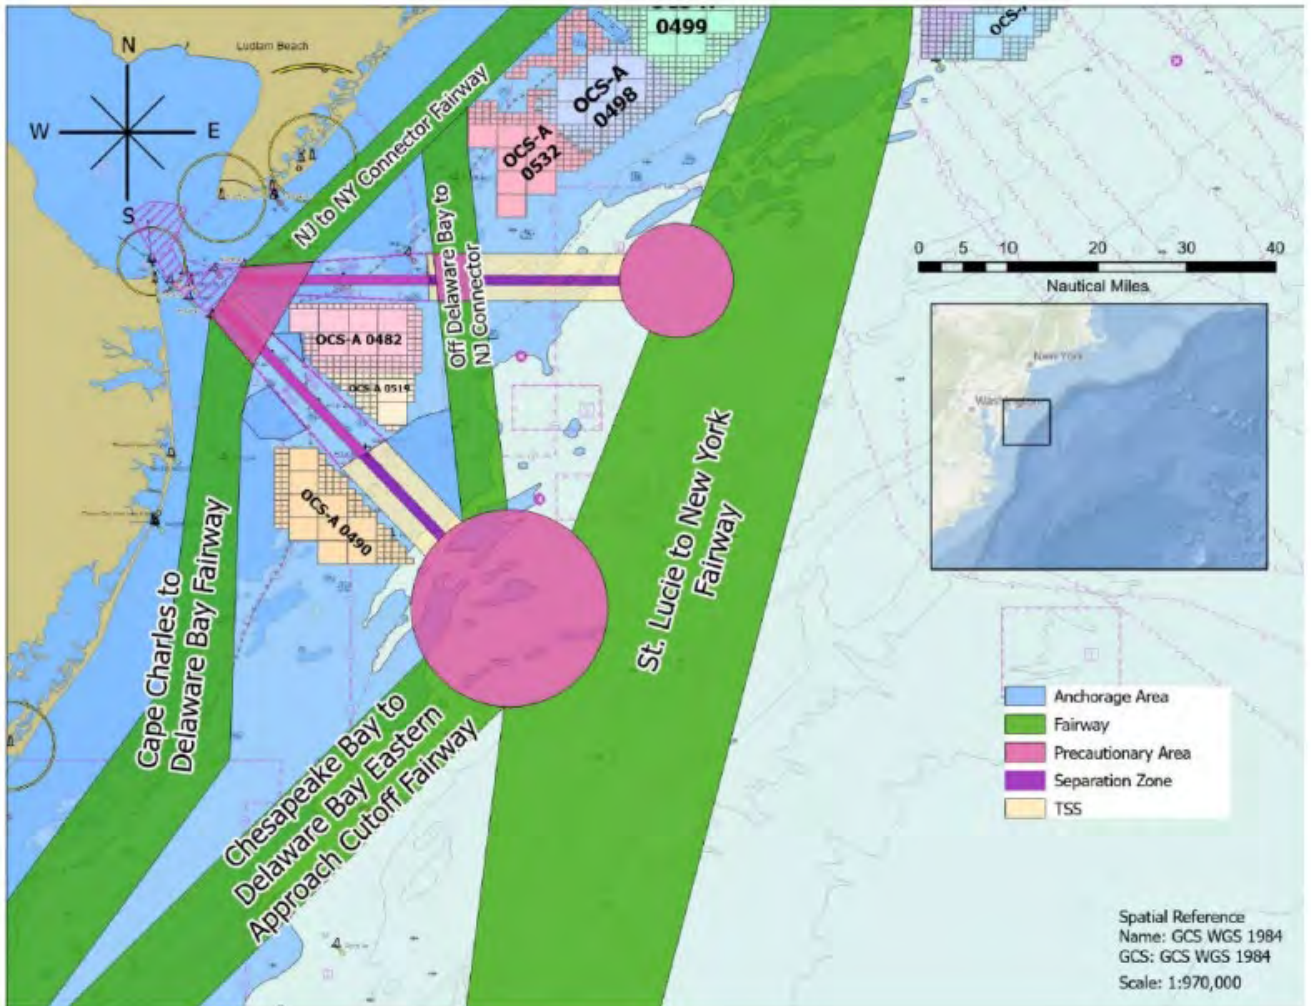 N
W
E
S
Ludlam Beach
0499
OCS-A
0498
OCS-A
0532
NJ to NY Connector Fairway
Off Delaware Bay to
NJ Connector
OCS-A 0482
OCS-A 0519
OCS-A 0490
Cape Charles to
Delaware Bay Fairway
Chesapeake Bay to
Delaware Bay Eastern
Approach Cutoff Fairway
St. Lucie to New York
Fairway
0 5 10 20 30 40
Nautical Miles
New York
Washington
Anchorage Area
Fairway
Precautionary Area
Separation Zone
TSS
Spatial Reference
Name: GCS WGS 1984
GCS: GCS WGS 1984
Scale: 1:970,000